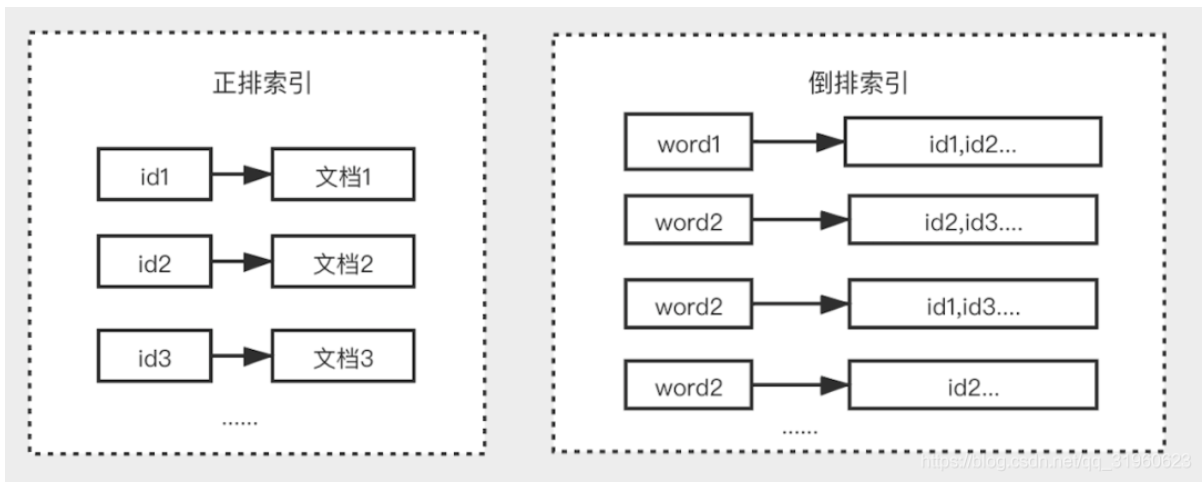 正排索引
id1
文档1
id2
文档2
id3
文档3
......
倒排索引
word1
id1,id2...
word2
id2,id3....
word2
id1,id3....
word2
id2...
......
https://blog.csdn.net/qq_31960623